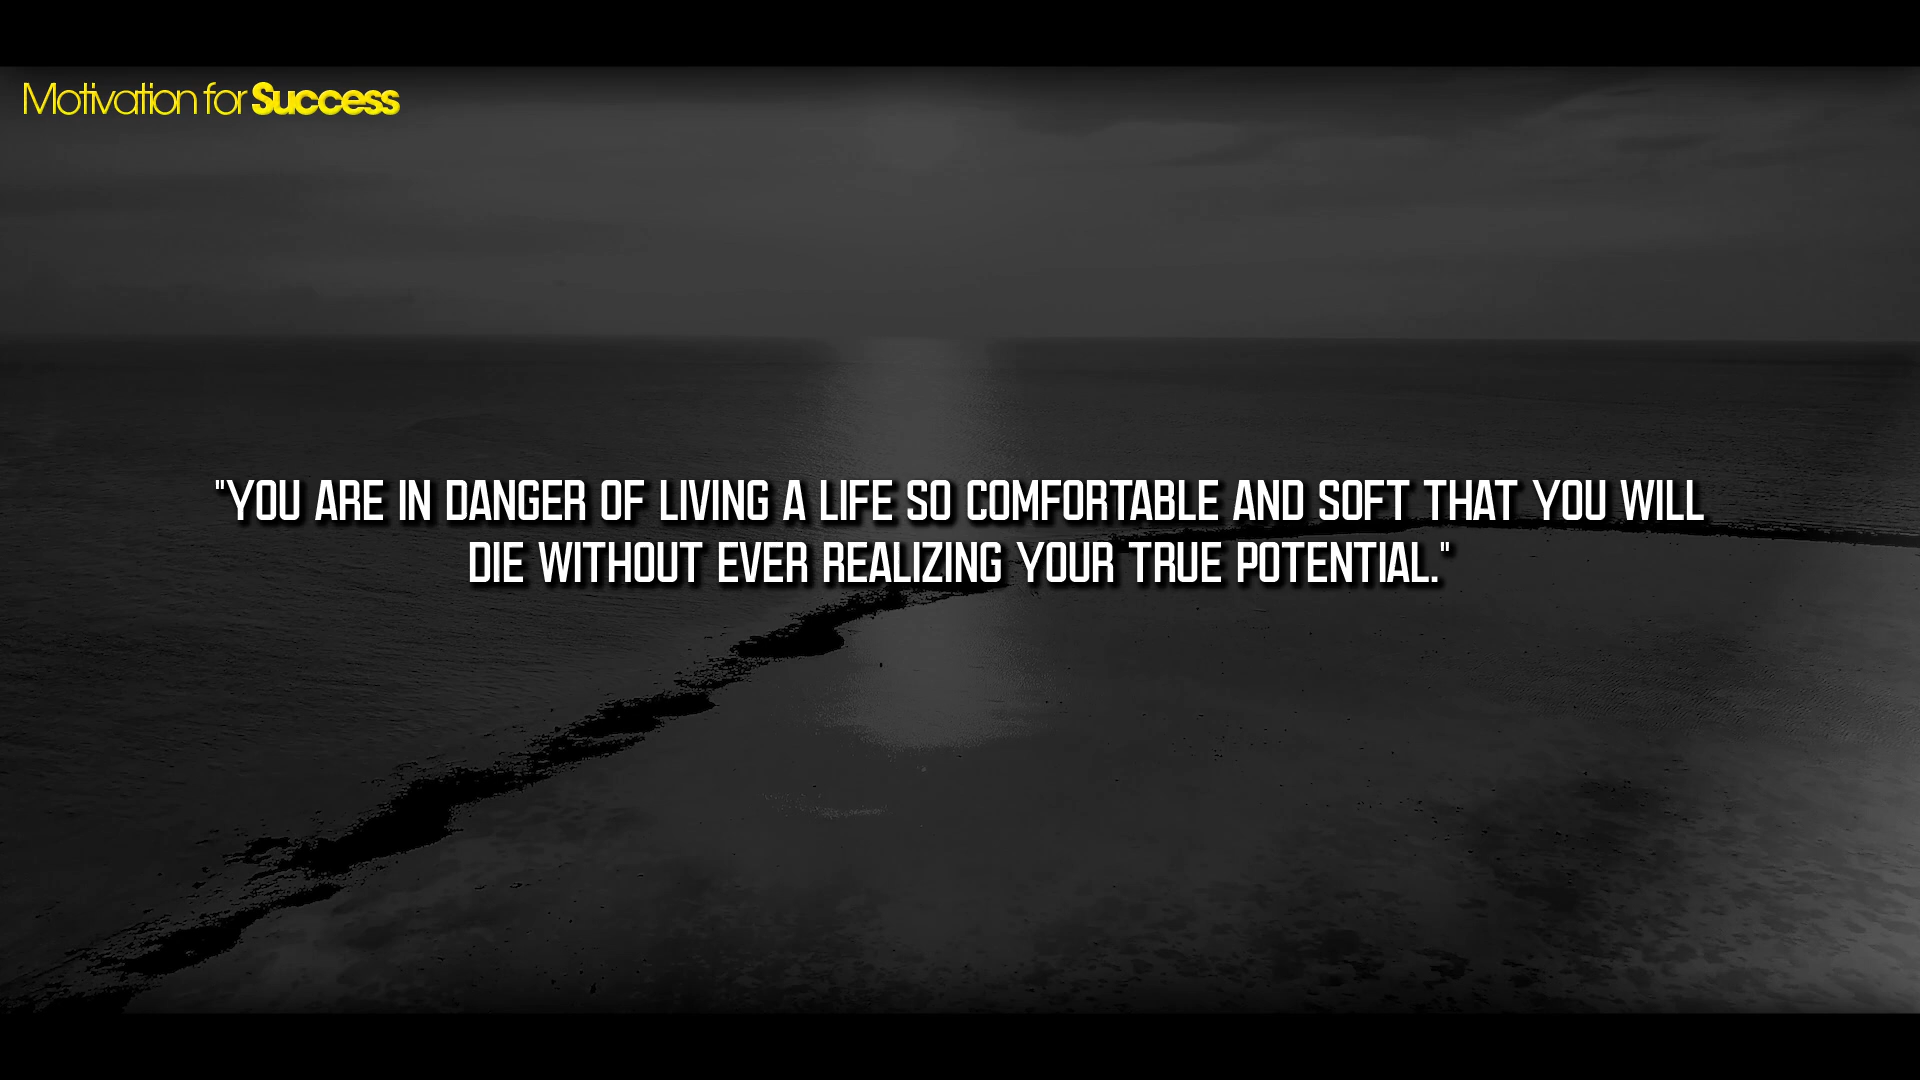 Motivation for Success
"YOU ARE IN DANGER OF LIVING A LIFE SO COMFORTABLE AND SOFT THAT YOU WILL
DIE WITHOUT EVER REALIZING YOUR TRUE POTENTIAL."